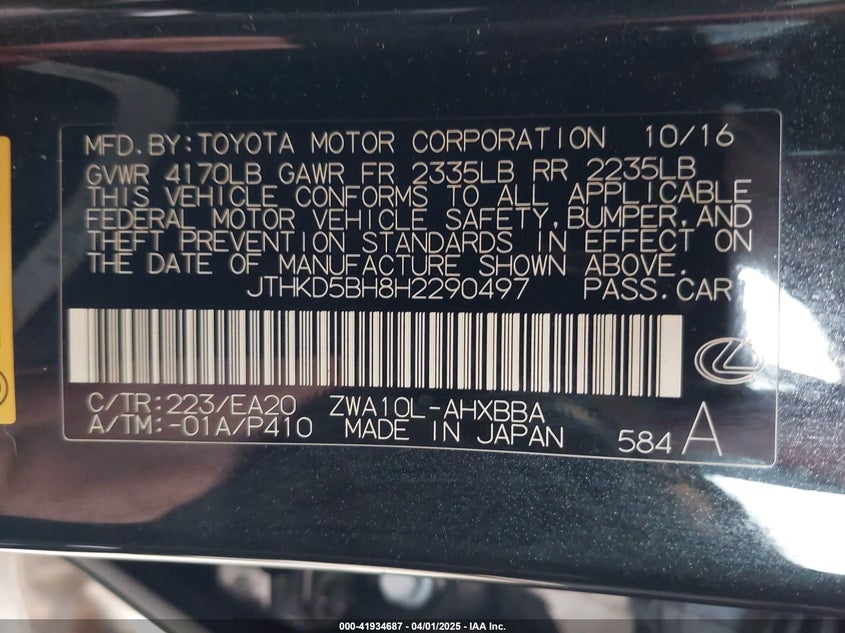 MFD.BY:TOYOTA MOTOR CORPORATION 10/16
GVWR 4170LB GAWR FR 2335LB RR 2235LB
THIS VEHICLE CONFORMS TO ALL APPLICABLE
FEDERAL MOTOR VEHICLE SAFETY,BUMPER,AND
THEFT PREVENTION STANDARDS IN EFFECT ON
THE DATE OF MANUFACTURE SHOWN ABOVE.
JTHKD5BH8H2290497 PASS.CAR
C/TR:223/EA20 ZWA10L-AHXBBA
A/TM:-01A/P410 MADE IN JAPAN 584 A
000-41934687 / 04/01/2025 - IAA Inc.